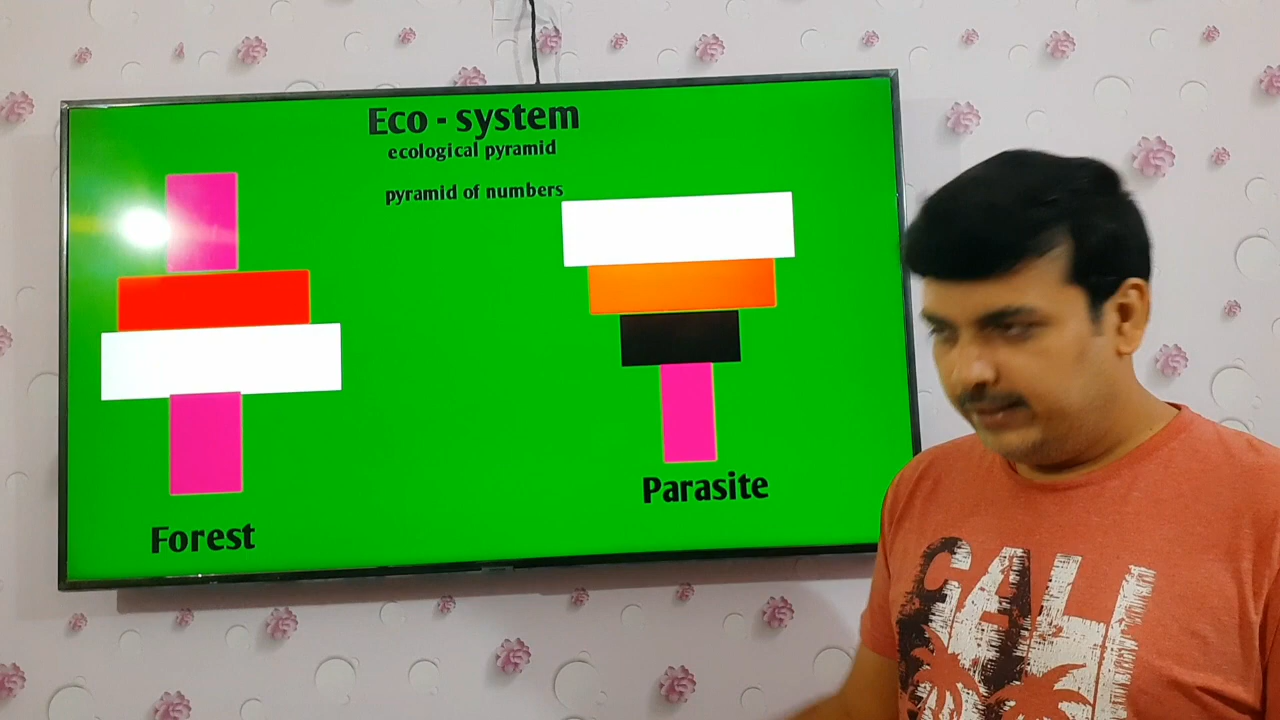 Eco - system
ecological pyramid
pyramid of numbers
Forest
Parasite
CALI